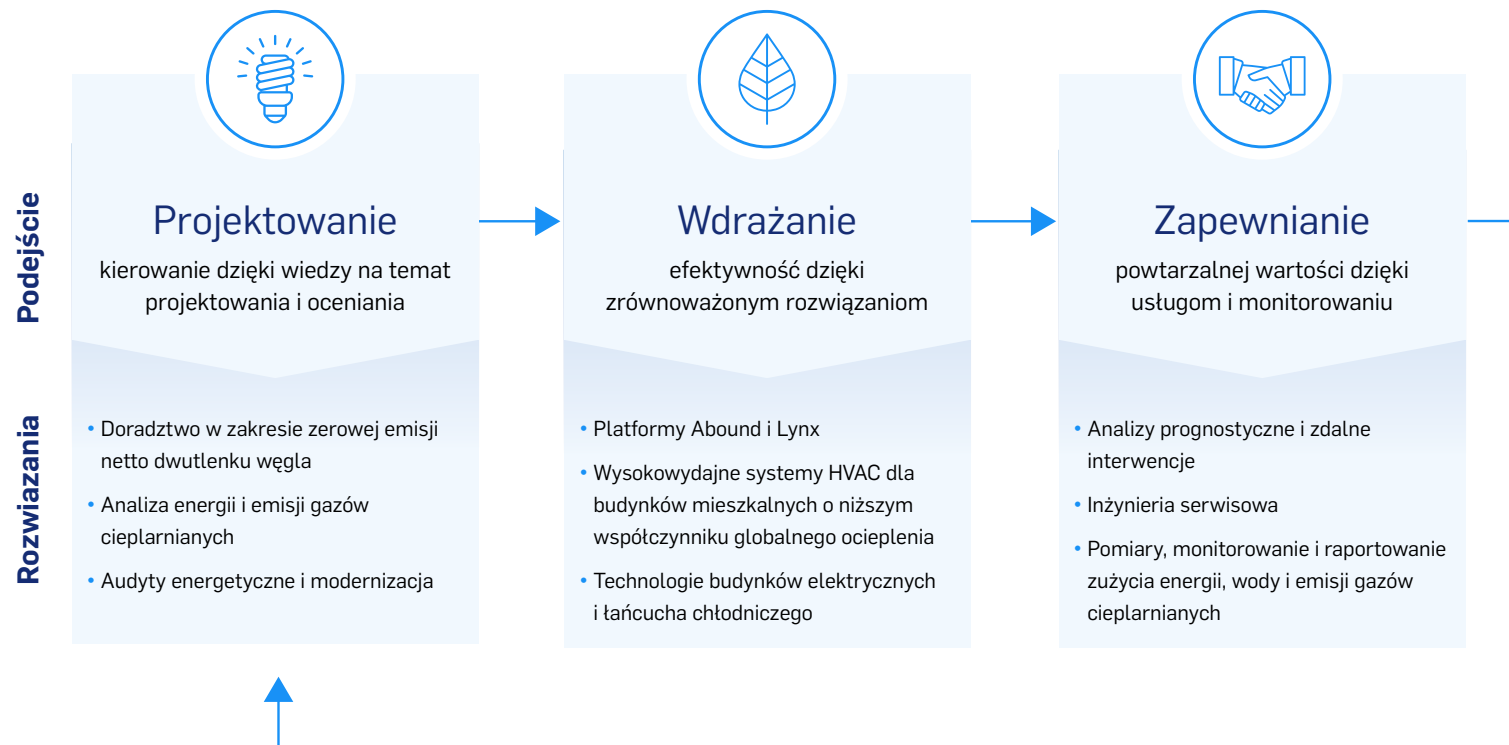 Podejście
Projektowanie
kierowanie dzięki wiedzy na temat
projektowania i oceniania
Wdrażanie
efektywność dzięki
zrównoważonym rozwiązaniom
Zapewnianie
powtarzalnej wartości dzięki
usługom i monitorowaniu
Rozwiazania
• Doradztwo w zakresie zerowej emisji
netto dwutlenku węgla
• Analiza energii i emisji gazów
cieplarnianych
• Audyty energetyczne i modernizacja
• Platformy Abound i Lynx
• Wysokowydajne systemy HVAC dla
budynków mieszkalnych o niższym
współczynniku globalnego ocieplenia
• Technologie budynków elektrycznych
i łańcucha chłodniczego
• Analizy prognostyczne i zdalne
interwencje
• Inżynieria serwisowa
• Pomiary, monitorowanie i raportowanie
zużycia energii, wody i emisji gazów
cieplarnianych